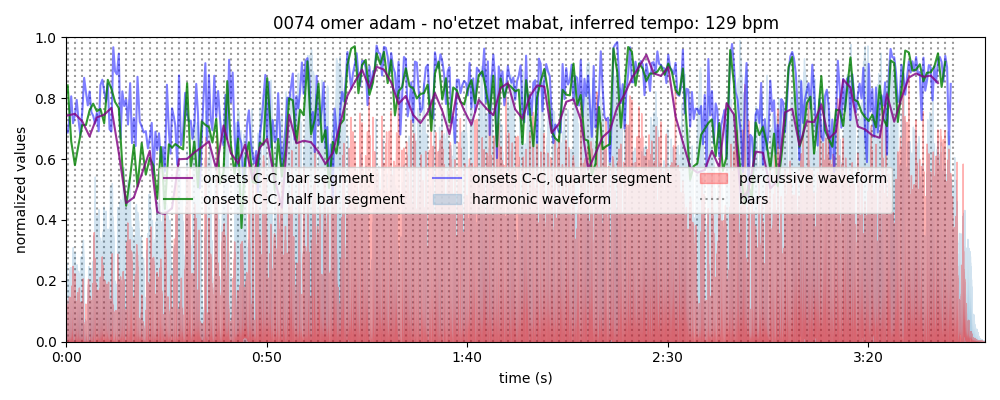 0074 omer adam - no'etzet mabat, inferred tempo: 129 bpm
1.0
0.8
0.6
0.4
0.2
0.0
normalized values
onsets C-C, bar segment
onsets C-C, half bar segment
onsets C-C, quarter segment
harmonic waveform
percussive waveform
bars
0:00 0:50 1:40 2:30 3:20
time (s)